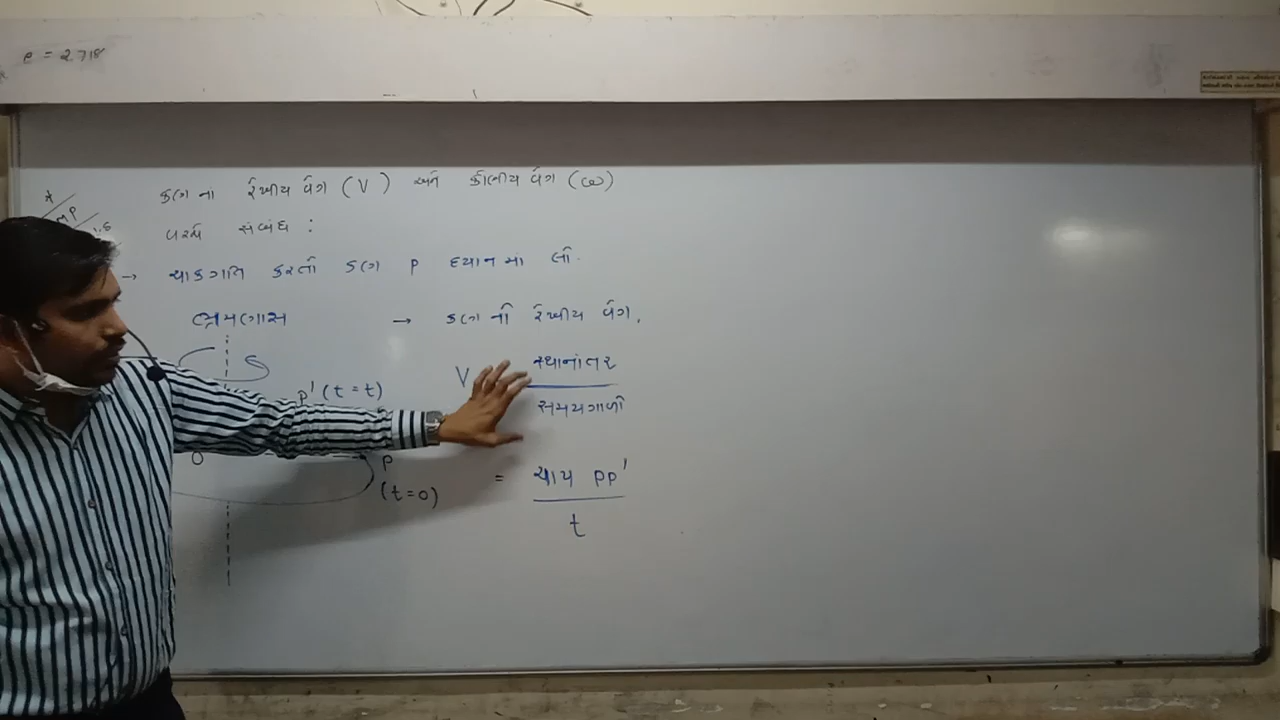 e = 2.718
કણના રેખીય વેગ (V) અને કોણીય વેગ (ω)
વચ્ચે સંબંધ :
→ ચાકગતિ કરતો કણ P ધ્યાનમા લો.
ભ્રમણાક્ષ
→ કણનો રેખીય વેગ,
V સ્થાનાંતર
સમયગાળો
P' (t = t)
O P
(t=0)
= ચાપ PP'
t